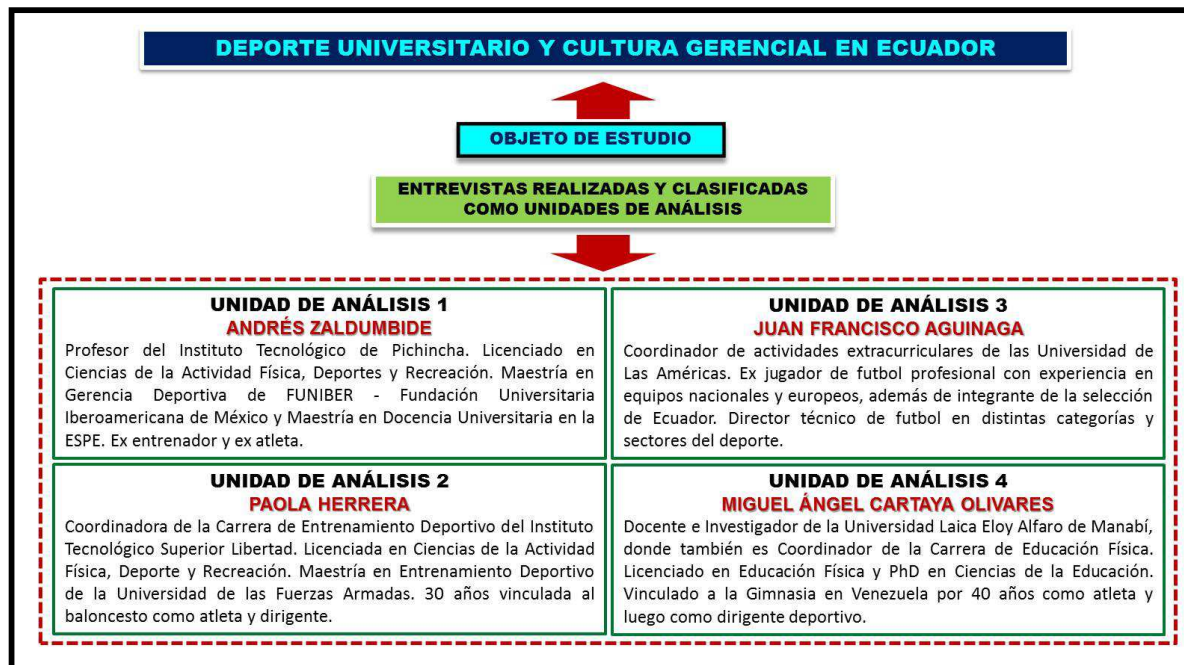 DEPORTE UNIVERSITARIO Y CULTURA GERENCIAL EN ECUADOR
OBJETO DE ESTUDIO
ENTREVISTAS REALIZADAS Y CLASIFICADAS
COMO UNIDADES DE ANÁLISIS
UNIDAD DE ANÁLISIS 1
ANDRÉS ZALDUMBIDE
Profesor del Instituto Tecnológico de Pichincha. Licenciado en
Ciencias de la Actividad Física, Deportes y Recreación. Maestría en
Gerencia Deportiva de FUNIBER - Fundación Universitaria
Iberoamericana de México y Maestría en Docencia Universitaria en la
ESPE. Ex entrenador y ex atleta.
UNIDAD DE ANÁLISIS 2
PAOLA HERRERA
Coordinadora de la Carrera de Entrenamiento Deportivo del Instituto
Tecnológico Superior Libertad. Licenciada en Ciencias de la Actividad
Física, Deporte y Recreación. Maestría en Entrenamiento Deportivo
de la Universidad de las Fuerzas Armadas. 30 años vinculada al
baloncesto como atleta y dirigente.
UNIDAD DE ANÁLISIS 3
JUAN FRANCISCO AGUINAGA
Coordinador de actividades extracurriculares de las Universidad de
Las Américas. Ex jugador de futbol profesional con experiencia en
equipos nacionales y europeos, además de integrante de la selección
de Ecuador. Director técnico de futbol en distintas categorías y
sectores del deporte.
UNIDAD DE ANÁLISIS 4
MIGUEL ÁNGEL CARTAYA OLIVARES
Docente e Investigador de la Universidad Laica Eloy Alfaro de Manabí,
donde también es Coordinador de la Carrera de Educación Física.
Licenciado en Educación Física y PhD en Ciencias de la Educación.
Vinculado a la Gimnasia en Venezuela por 40 años como atleta y
luego como dirigente deportivo.